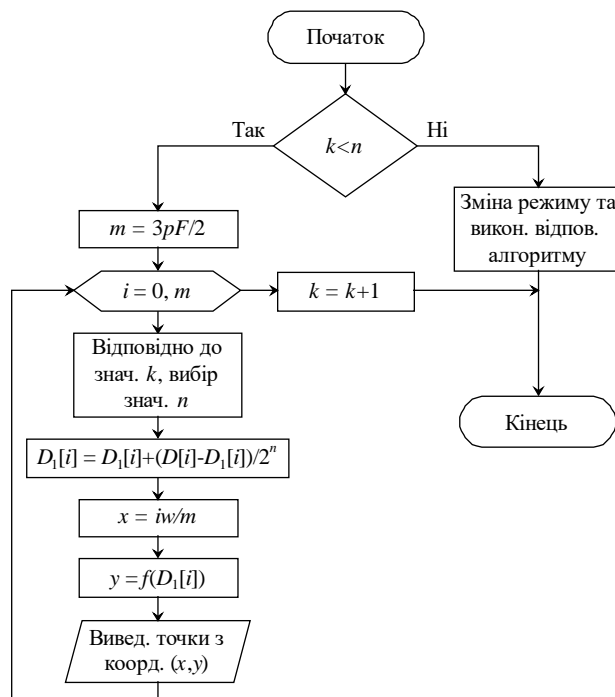 Початок
Так
k<n
Ні
m = 3pF/2
Зміна режиму та
викон. відпов.
алгоритму
i = 0, m
k = k+1
Відповідно до
знач. k, вибір
знач. n
Кінець
D₁[i] = D₁[i]+(D[i]-D₁[i])/2ⁿ
x = iw/m
y = f(D₁[i])
Вивед. точки з
коорд. (x,y)